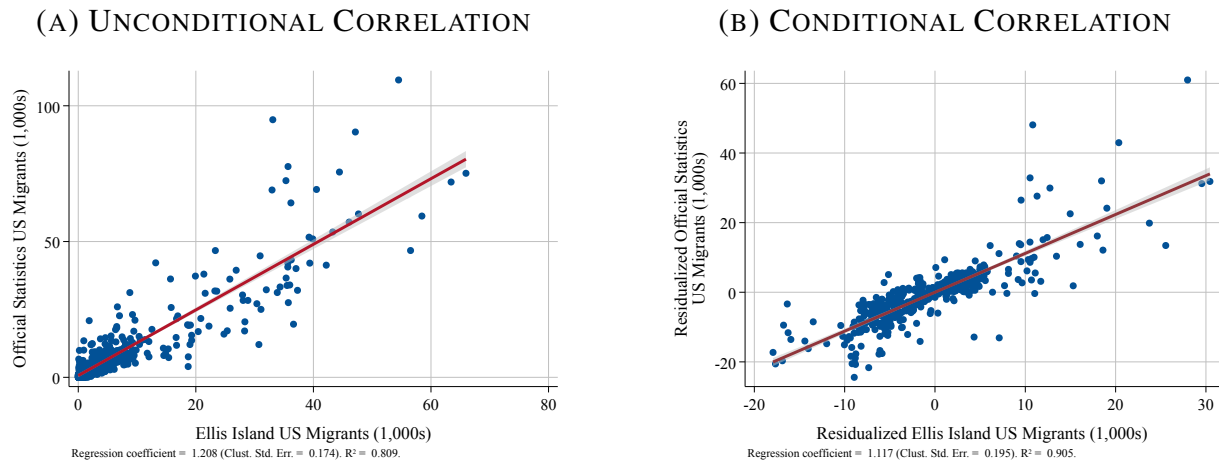 (A) UNCONDITIONAL CORRELATION
Official Statistics US Migrants (1,000s)
100
50
0
0 20 40 60 80
Ellis Island US Migrants (1,000s)
Regression coefficient = 1.208 (Clust. Std. Err. = 0.174). R² = 0.809.
(B) CONDITIONAL CORRELATION
Residualized Official Statistics
US Migrants (1,000s)
60
40
20
0
-20
-20 -10 0 10 20 30
Residualized Ellis Island US Migrants (1,000s)
Regression coefficient = 1.117 (Clust. Std. Err. = 0.195). R² = 0.905.